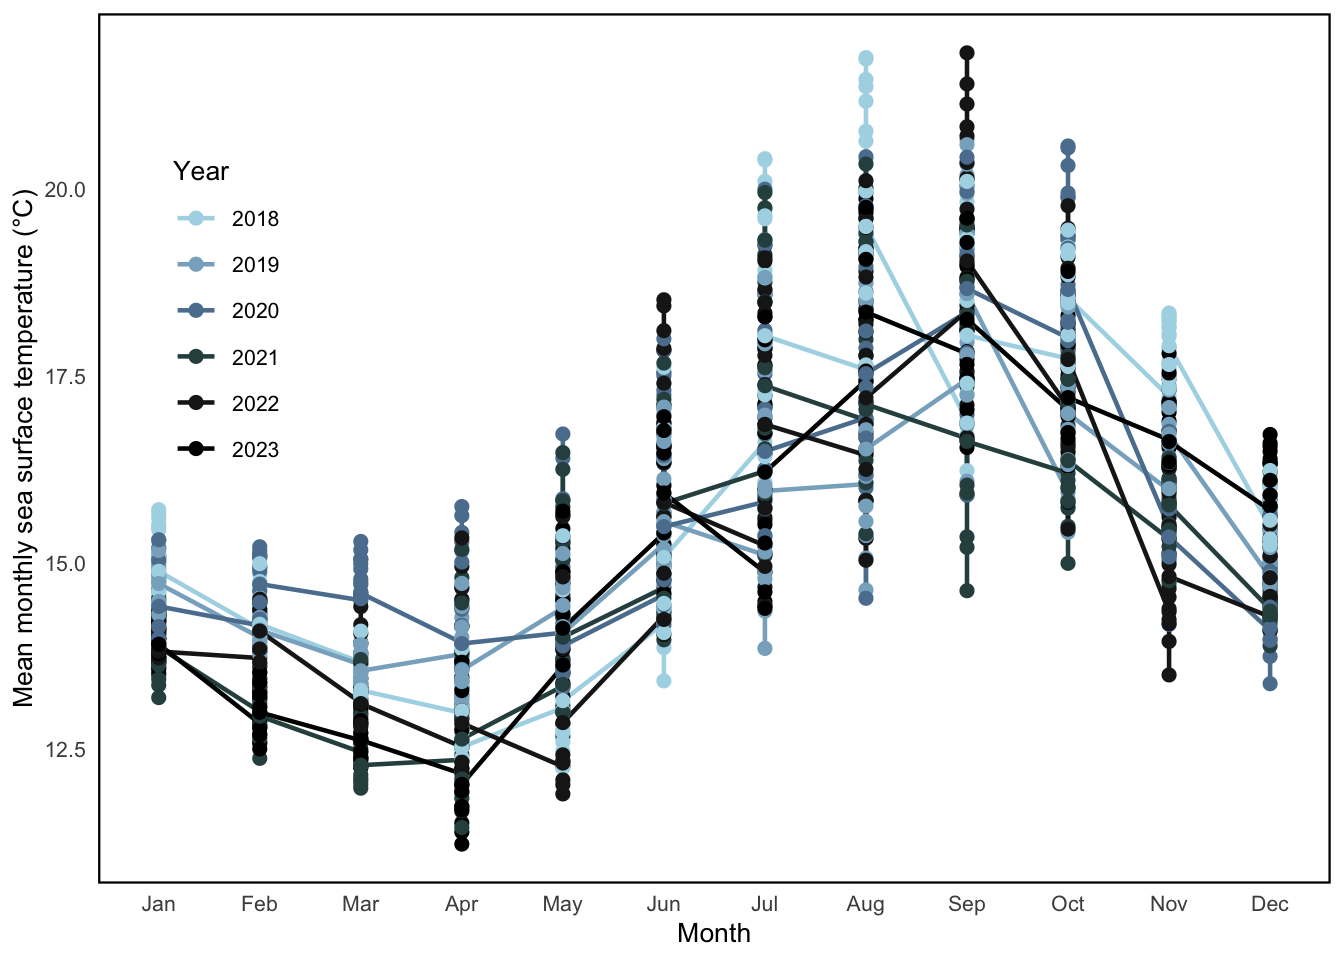 Mean monthly sea surface temperature (°C)
20.0
17.5
15.0
12.5
Year
2018
2019
2020
2021
2022
2023
Jan Feb Mar Apr May Jun Jul Aug Sep Oct Nov Dec
Month